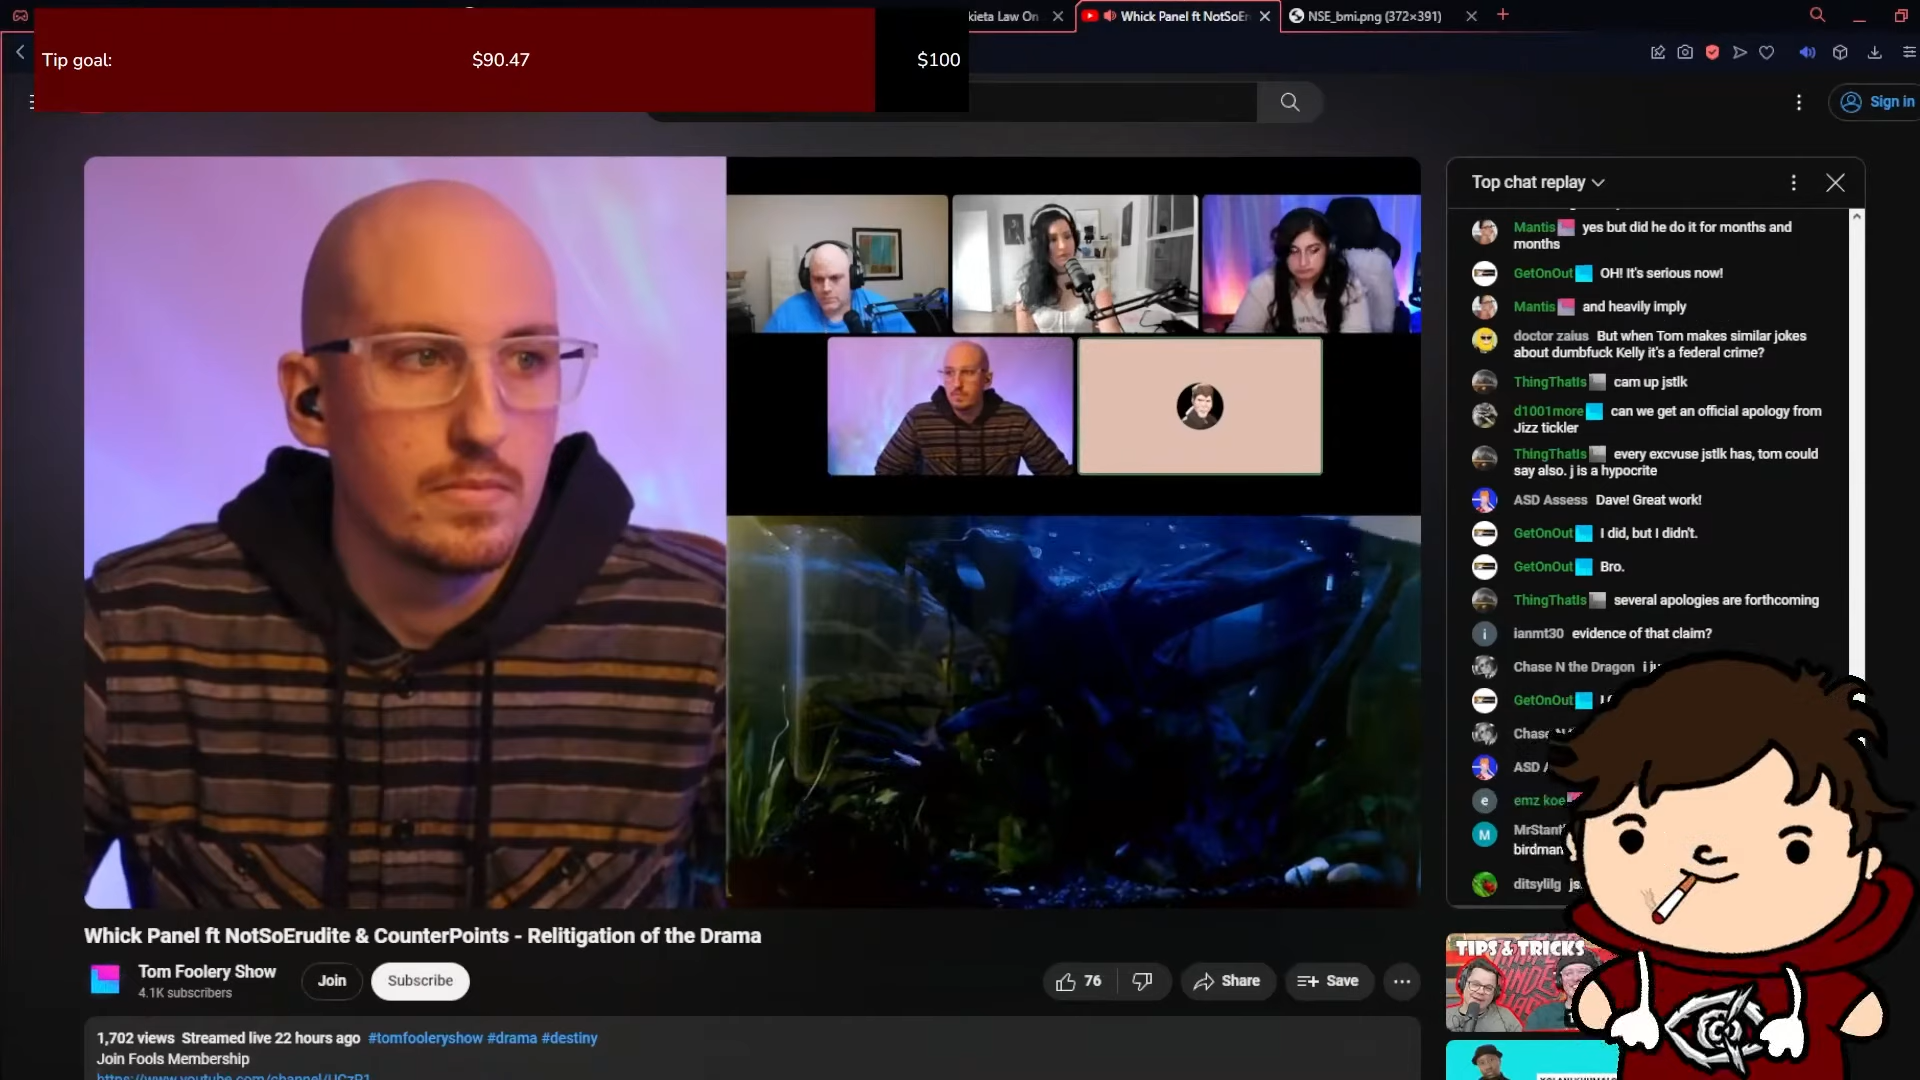 kieta Law On
Whick Panel ft NotSoEr
NSE_bmi.png (372×391)
Tip goal:
$90.47
$100
Sign in
Top chat replay
Mantis yes but did he do it for months and
months
GetOnOut OH! It's serious now!
Mantis and heavily imply
doctor zaius But when Tom makes similar jokes
about dumbfuck Kelly it's a federal crime?
ThingThatIs cam up jstlk
d1001more can we get an official apology from
Jizz tickler
ThingThatIs every excvuse jstlk has, tom could
say also. j is a hypocrite
ASD Assess Dave! Great work!
GetOnOut I did, but I didn't.
GetOnOut Bro.
ThingThatIs several apologies are forthcoming
i
ianmt30 evidence of that claim?
Chase N the Dragon i ju
GetOnOut
Chase
ASD
e
emz koe
M
MrStant
birdman
ditsylilg js
Whick Panel ft NotSoErudite & CounterPoints - Relitigation of the Drama
Tom Foolery Show
4.1K subscribers
Join
Subscribe
76
Share
Save
TIPS & TRICKS
1,702 views Streamed live 22 hours ago #tomfooleryshow #drama #destiny
Join Fools Membership